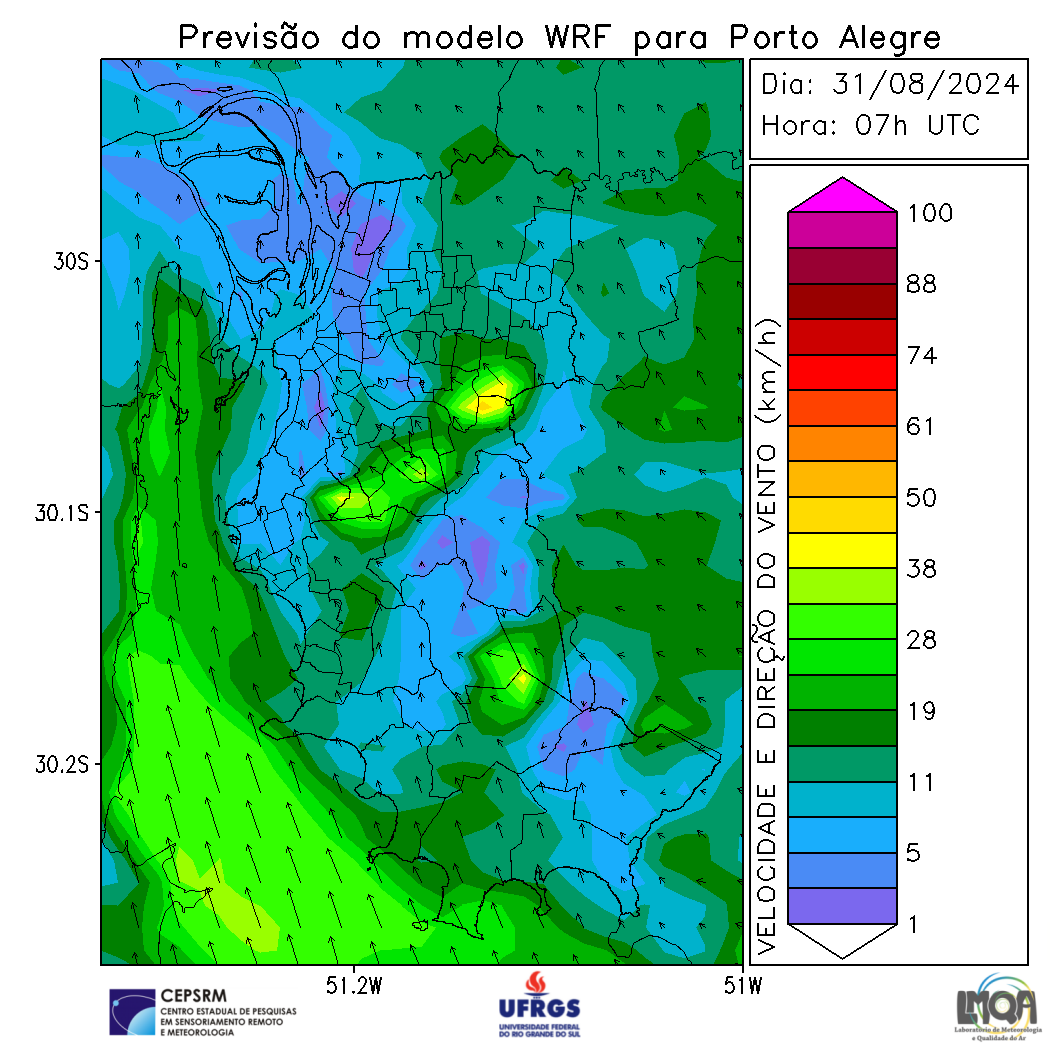 Previsão do modelo WRF para Porto Alegre
Dia: 31/08/2024
Hora: 07h UTC
30S
30.1S
30.2S
51.2W
51W
VELOCIDADE E DIREÇÃO DO VENTO (km/h)
100
88
74
61
50
38
28
19
11
5
1
CEPSRM
CENTRO ESTADUAL DE PESQUISAS
EM SENSORIAMENTO REMOTO
E METEOROLOGIA
UFRGS
UNIVERSIDADE FEDERAL
DO RIO GRANDE DO SUL
LMQA
Laboratório de Meteorologia
e Qualidade do Ar